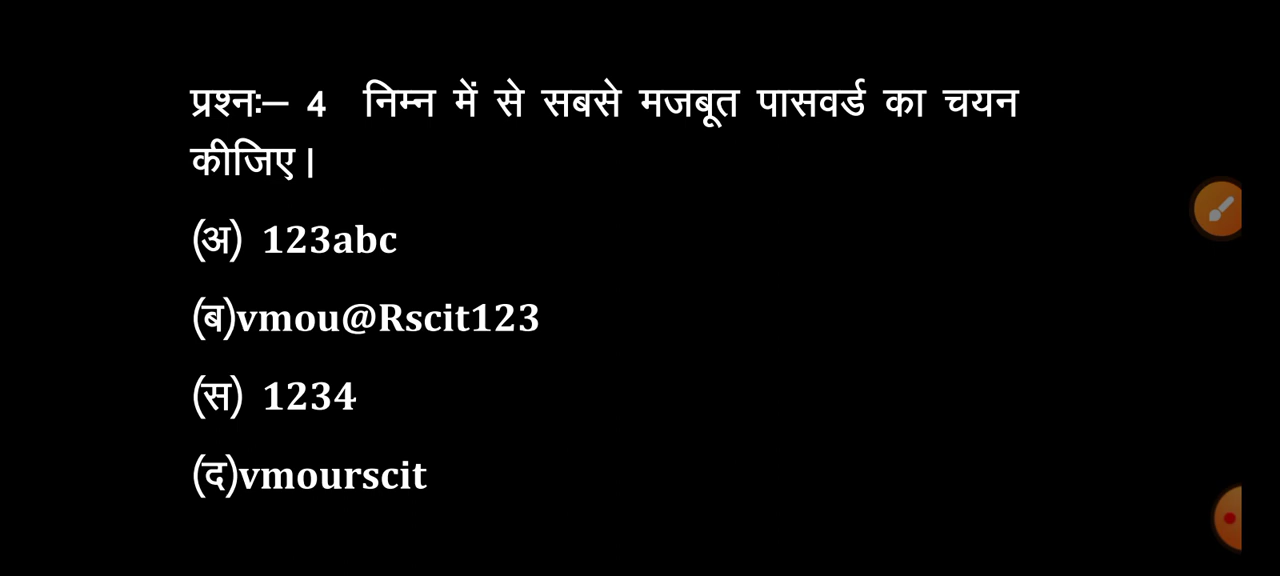 प्रश्नः– 4 निम्न में से सबसे मजबूत पासवर्ड का चयन
कीजिए।
(अ) 123abc
(ब)vmou@Rscit123
(स) 1234
(द)vmourscit